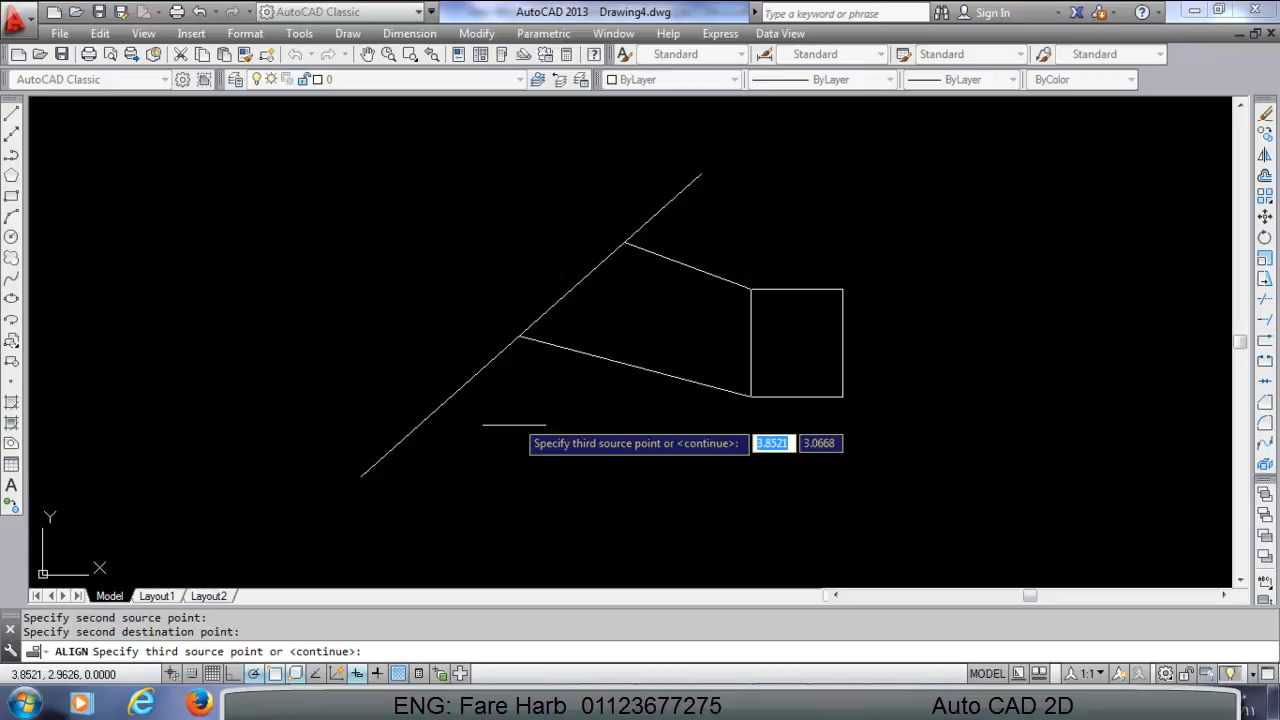 AutoCAD Classic
AutoCAD 2013 Drawing4.dwg
Type a keyword or phrase
Sign In
File Edit View Insert Format Tools Draw Dimension Modify Parametric Window Help Express Data View
Standard Standard Standard Standard
AutoCAD Classic
0
ByLayer ByLayer ByLayer ByColor
Specify third source point or <continue>: 3.8521 3.0668
Y
X
Model Layout1 Layout2
Specify second source point:
Specify second destination point:
ALIGN Specify third source point or <continue>:
3.8521, 2.9626, 0.0000
MODEL
1:1
ENG: Fare Harb 01123677275 Auto CAD 2D